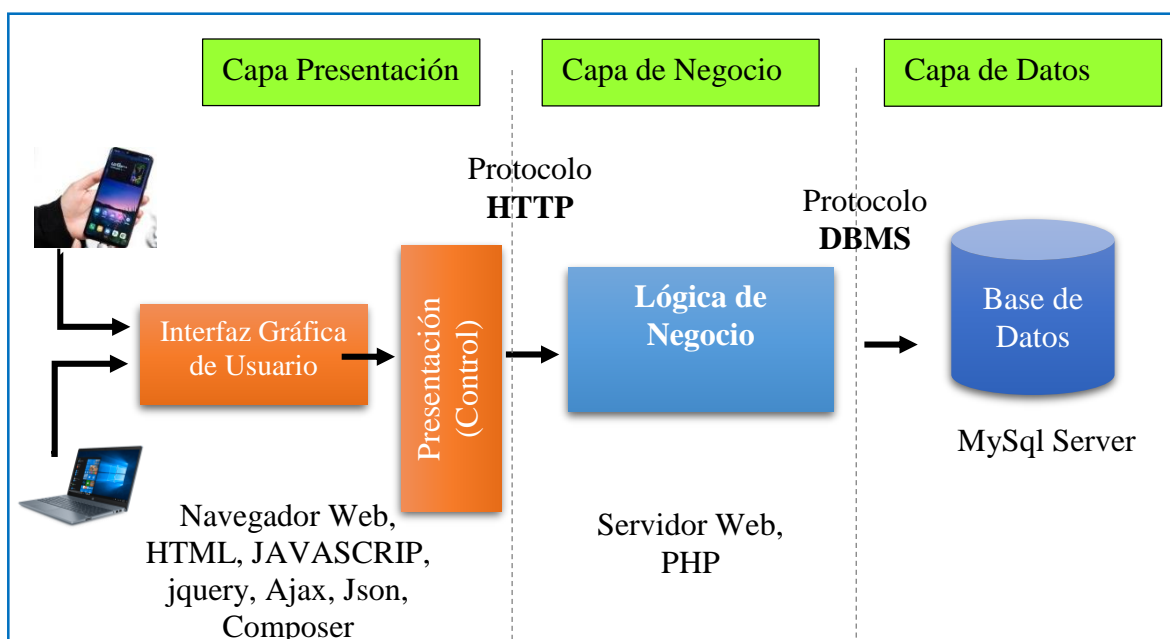 Capa Presentación
Capa de Negocio
Capa de Datos
Protocolo
HTTP
Protocolo
DBMS
Interfaz Gráfica
de Usuario
Presentación
(Control)
Lógica de
Negocio
Base de
Datos
MySql Server
Navegador Web,
HTML, JAVASCRIP,
jquery, Ajax, Json,
Composer
Servidor Web,
PHP